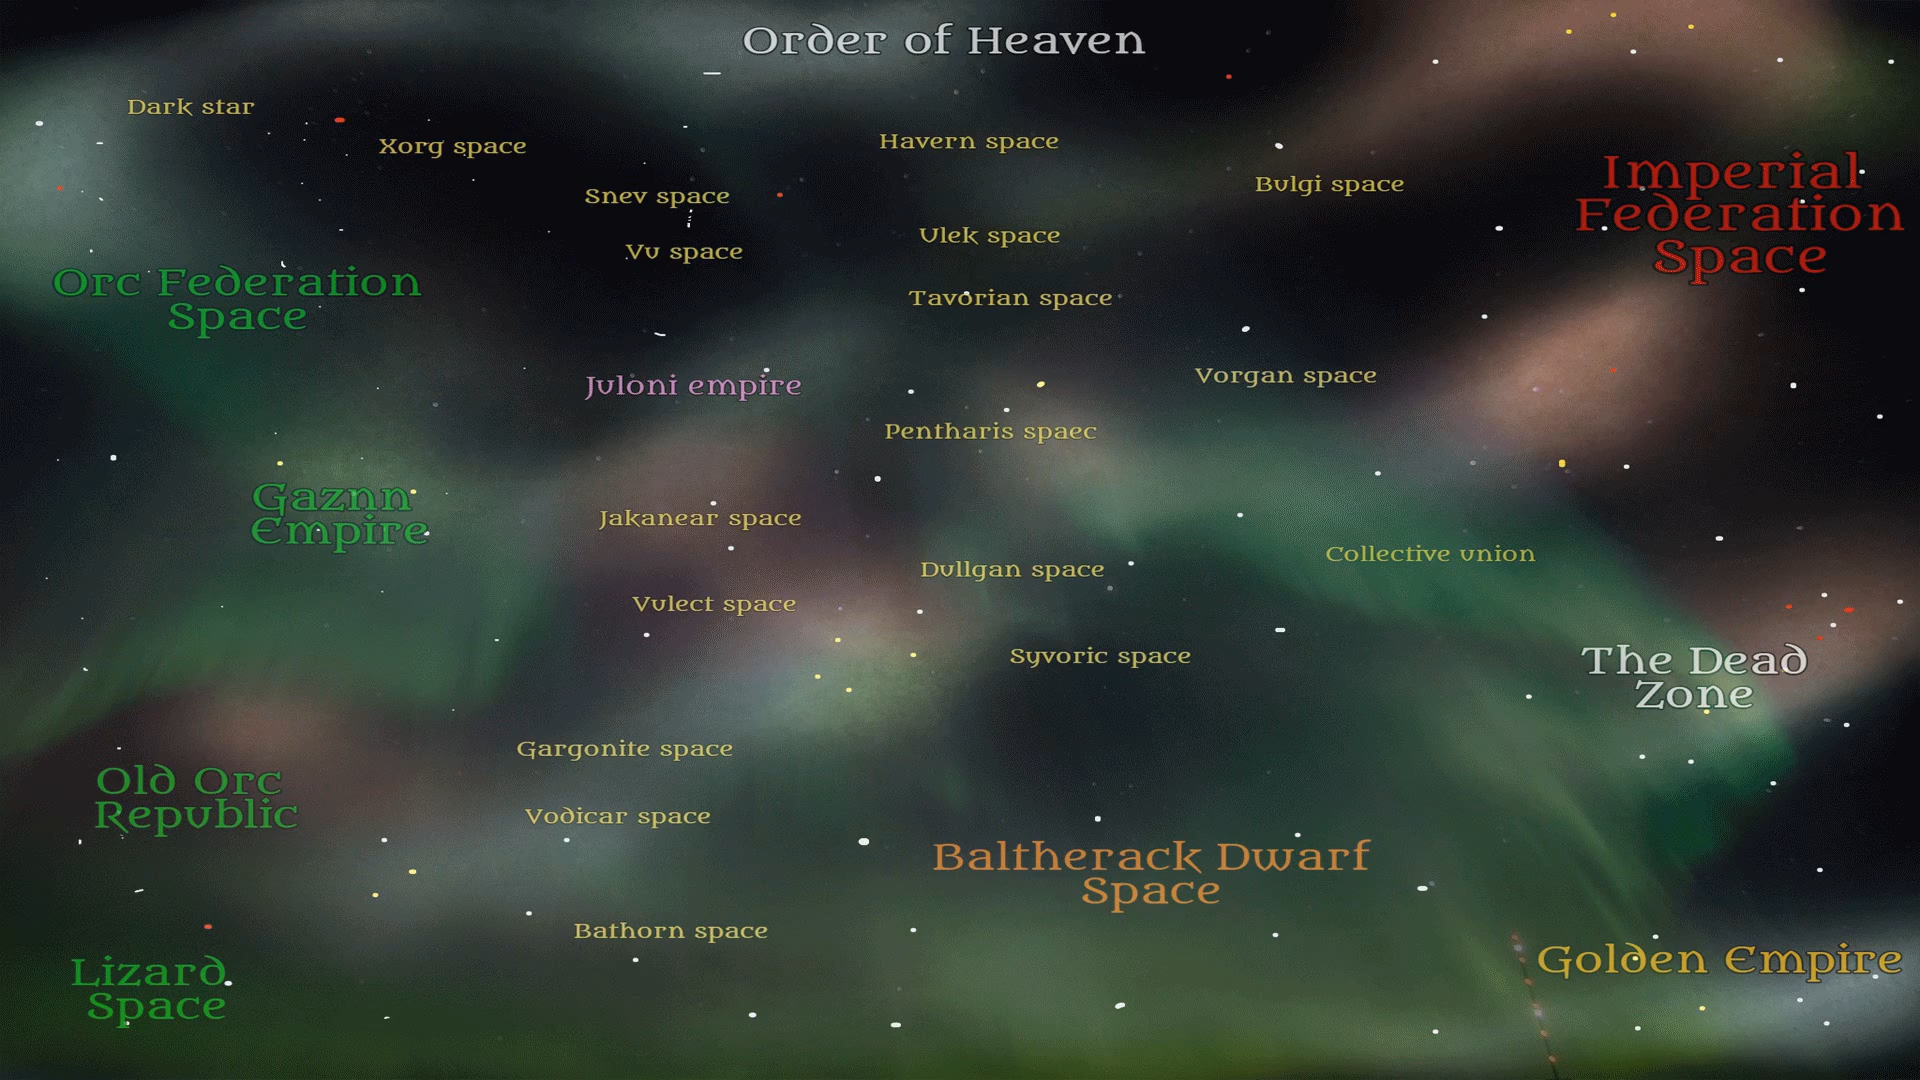 Order of Heaven
Dark star
Xorg space
Havern space
Snev space
Bulgi space
Imperial
Federation
Space
Vu space
Ulek space
Orc Federation
Space
Tavorian space
Juloni empire
Vorgan space
Pentharis spaec
Gaznn
Empire
Jakanear space
Collective union
Dullgan space
Vulect space
Syvoric space
The Dead
Zone
Gargonite space
Old Orc
Republic
Vodicar space
Baltherack Dwarf
Space
Bathorn space
Golden Empire
Lizard
Space